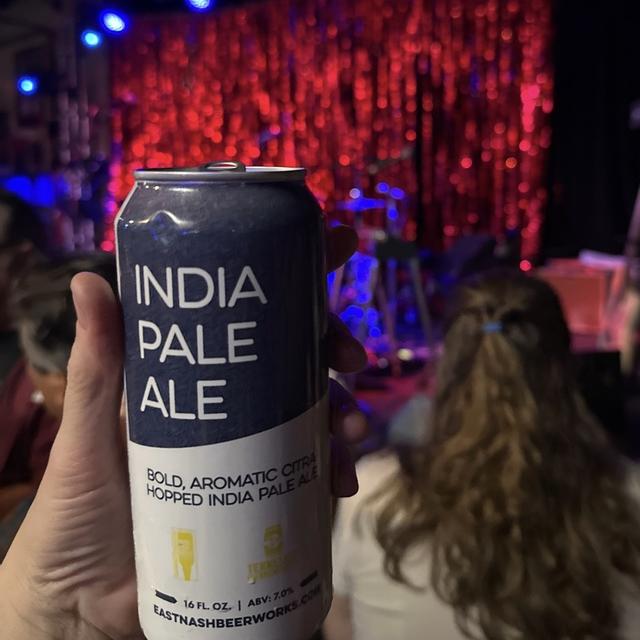 INDIA
PALE
ALE
BOLD, AROMATIC CITRA
HOPPED INDIA PALE ALE
16 FL. OZ. | ABV: 7.0%
EASTNASHBEERWORKS.COM